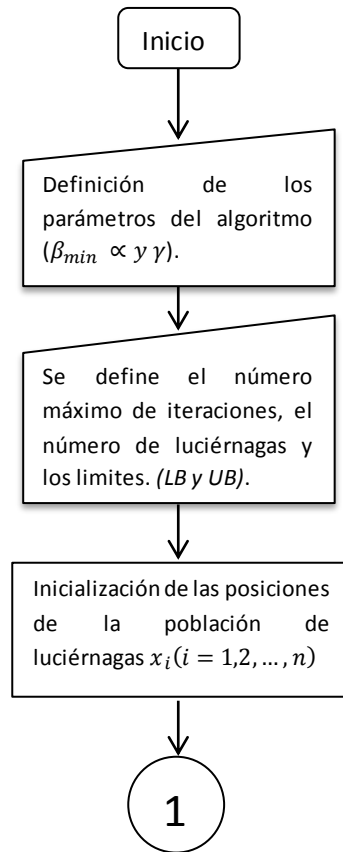 Inicio
Definición de los
parámetros del algoritmo
(β_min ∝ y γ).
Se define el número
máximo de iteraciones, el
número de luciérnagas y
los limites. (LB y UB).
Inicialización de las posiciones
de la población de
luciérnagas x_i(i = 1,2, ... , n)
1